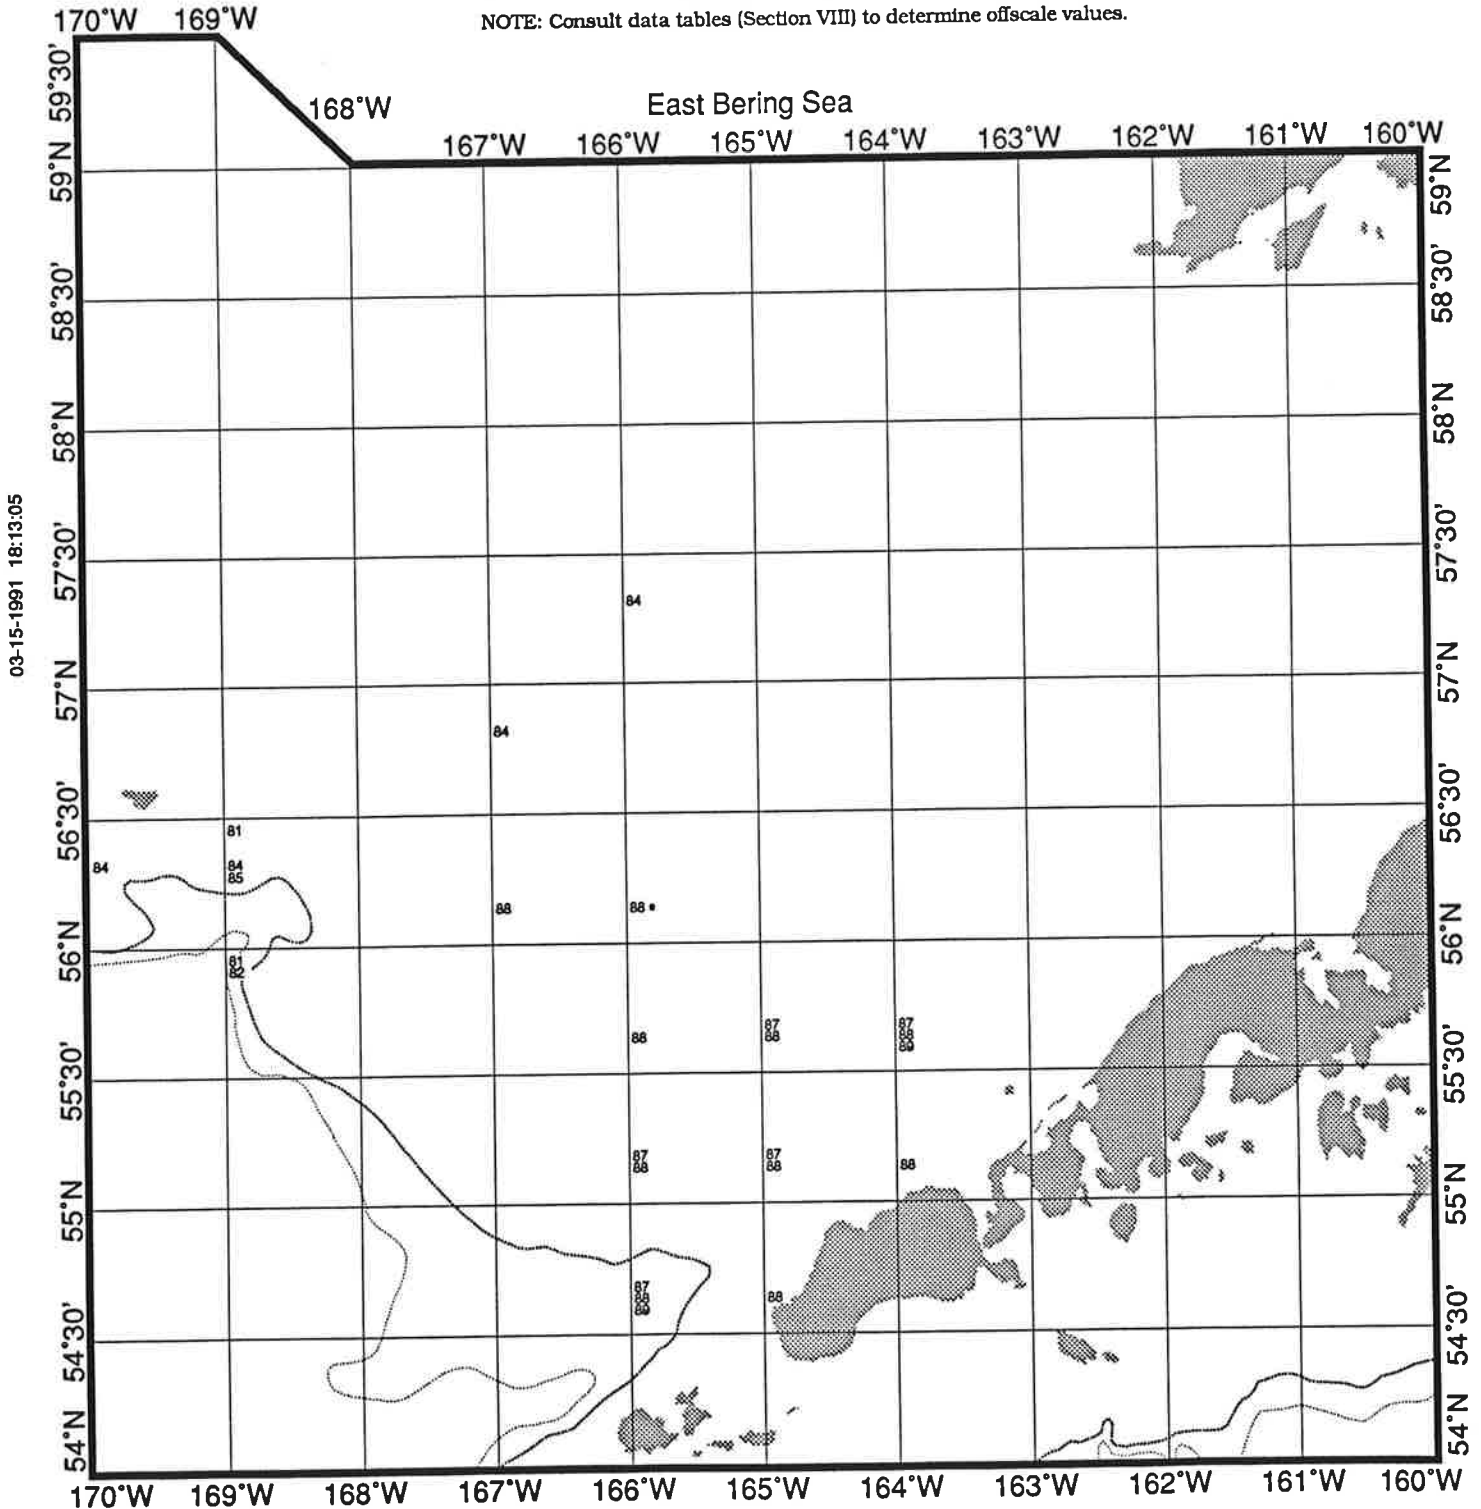 NOTE: Consult data tables (Section VIII) to determine offscale values.
170°W 169°W
168°W
East Bering Sea
167°W 166°W 165°W 164°W 163°W 162°W 161°W 160°W
59°30'
59°N 59°N
58°30' 58°30'
58°N 58°N
03-15-1991 18:13:05
57°30' 57°30'
84
57°N 57°N
84
56°30' 56°30'
81
84 84
85
88 88
56°N 56°N
81
82
87 87
88 88 88
89
55°30' 55°30'
87 87
88 88 88
55°N 55°N
87
88 88
89
54°30' 54°30'
54°N 54°N
170°W 169°W 168°W 167°W 166°W 165°W 164°W 163°W 162°W 161°W 160°W